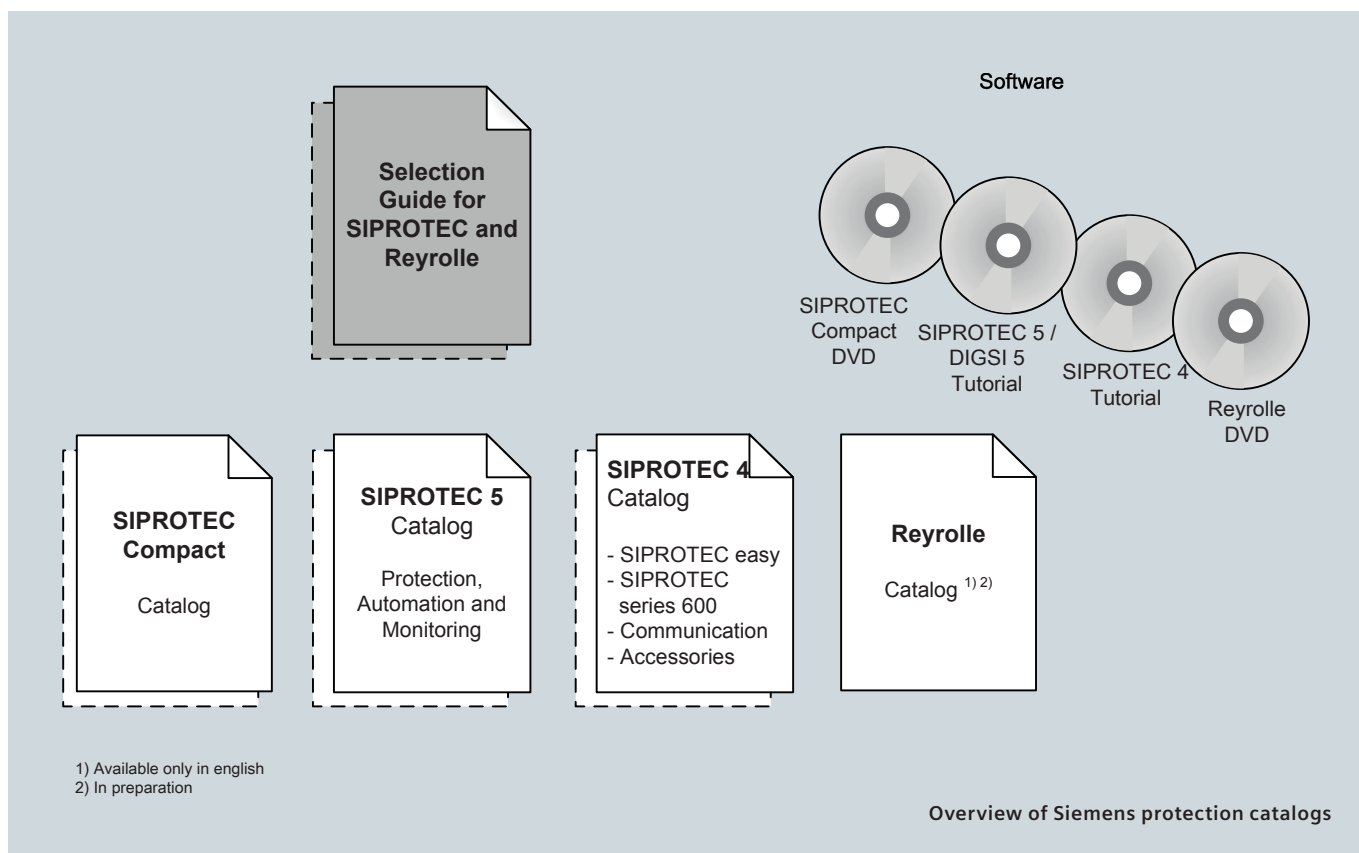 Software
Selection
Guide for
SIPROTEC and
Reyrolle
SIPROTEC
Compact
DVD
SIPROTEC 5 /
DIGSI 5
Tutorial
SIPROTEC 4
Tutorial
Reyrolle
DVD
SIPROTEC
Compact
Catalog
SIPROTEC 5
Catalog
Protection,
Automation and
Monitoring
SIPROTEC 4
Catalog
- SIPROTEC easy
- SIPROTEC
series 600
- Communication
- Accessories
Reyrolle
Catalog 1) 2)
1) Available only in english
2) In preparation
Overview of Siemens protection catalogs